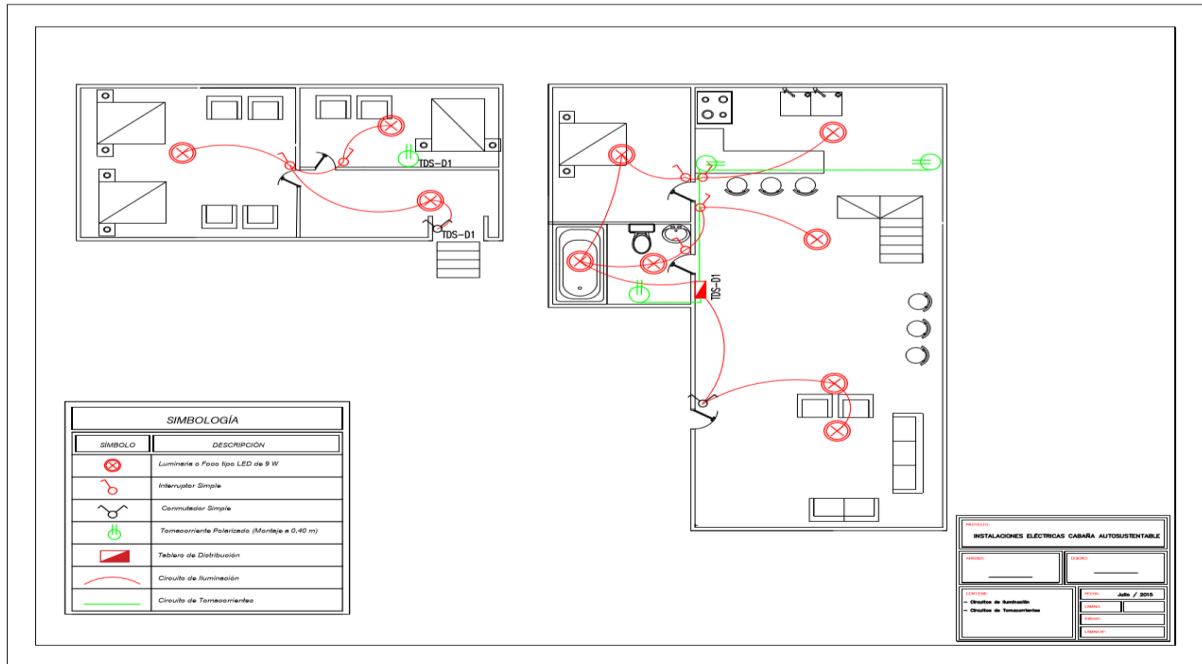 TDS-D1
TDS-D1
TDS-D1
SIMBOLOGÍA
SÍMBOLO DESCRIPCIÓN
Luminaria o Foco tipo LED de 9 W
Interruptor Simple
Conmutador Simple
Tomacorriente Polarizado (Montaje a 0,40 m)
Tablero de Distribución
Circuito de Iluminación
Circuito de Tomacorrientes
PROYECTO:
INSTALACIONES ELÉCTRICAS CABAÑA AUTOSUSTENTABLE
CONTIENE:
- Circuitos de Iluminación
- Circuitos de Tomacorrientes
FECHA: Julio / 2015